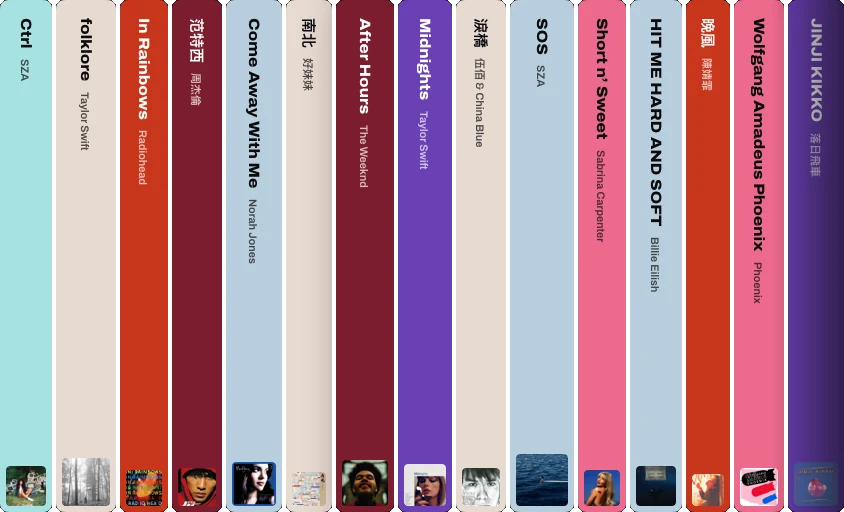 Ctrl SZA
folklore Taylor Swift
In Rainbows Radiohead
范特西 周杰倫
Come Away With Me Norah Jones
南北 好妹妹
After Hours The Weeknd
Midnights Taylor Swift
淚橋 伍佰 & China Blue
SOS SZA
Short n' Sweet Sabrina Carpenter
HIT ME HARD AND SOFT Billie Eilish
晚風 陳婧霏
Wolfgang Amadeus Phoenix Phoenix
JINJI KIKKO 落日飛車